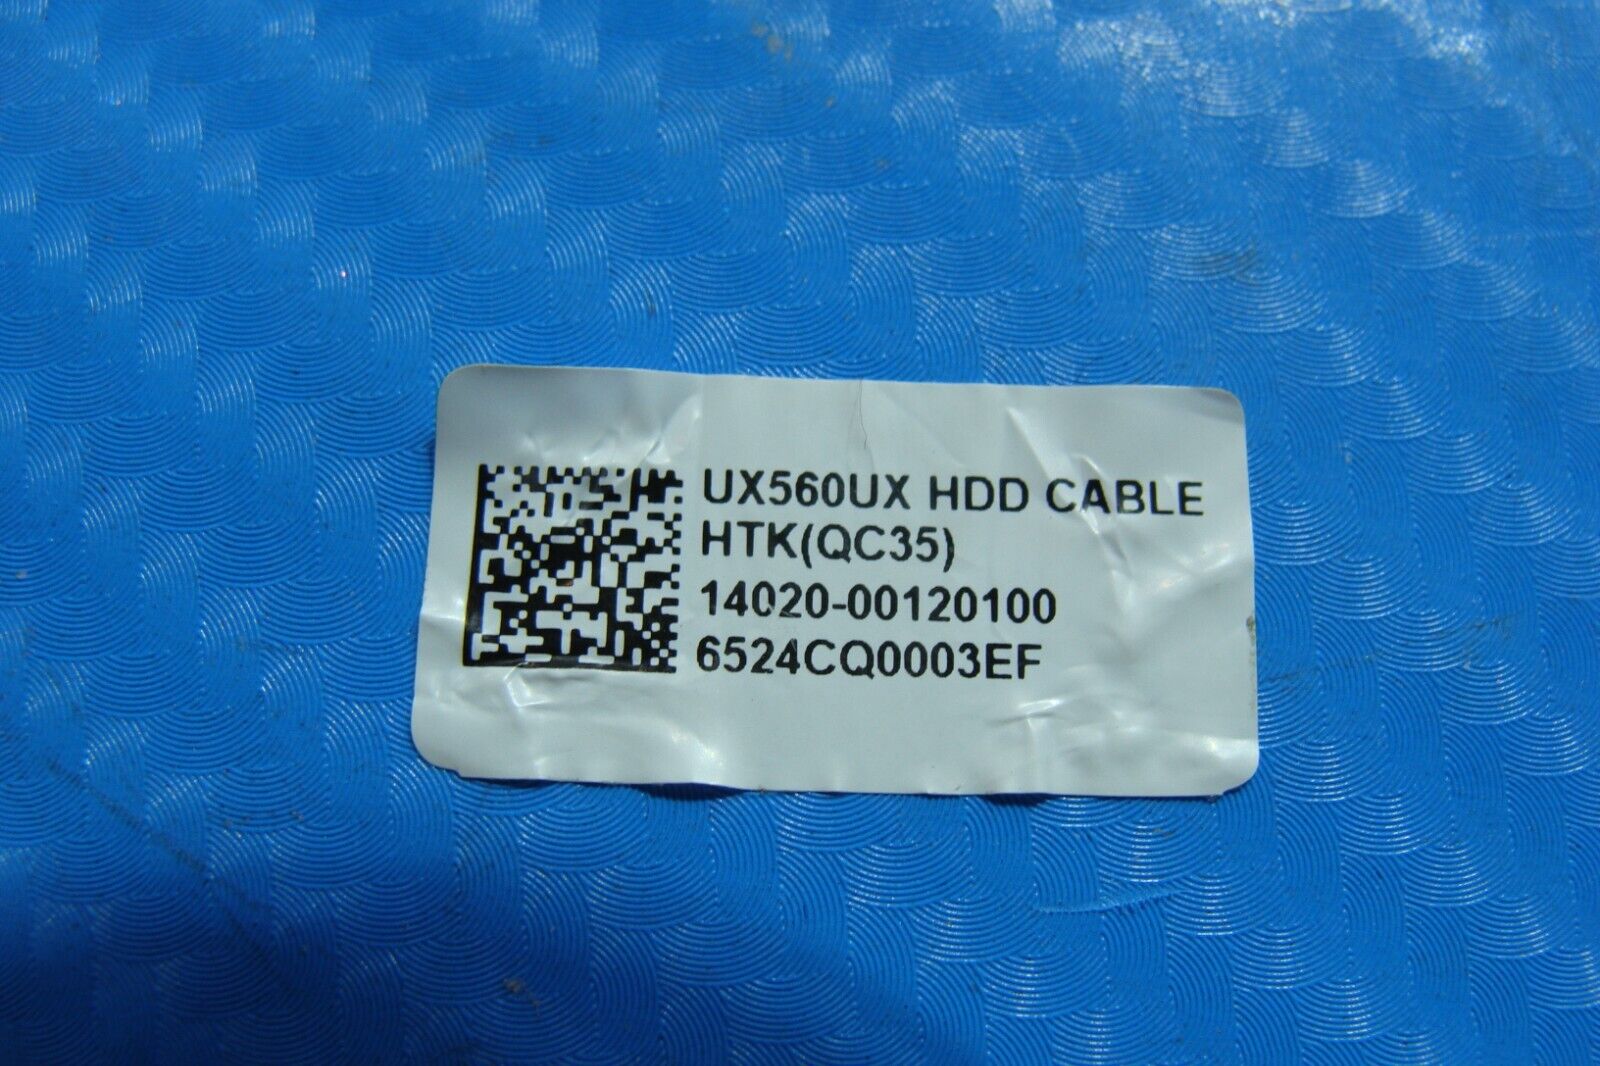 UX560UX HDD CABLE
HTK(QC35)
14020-00120100
6524CQ0003EF